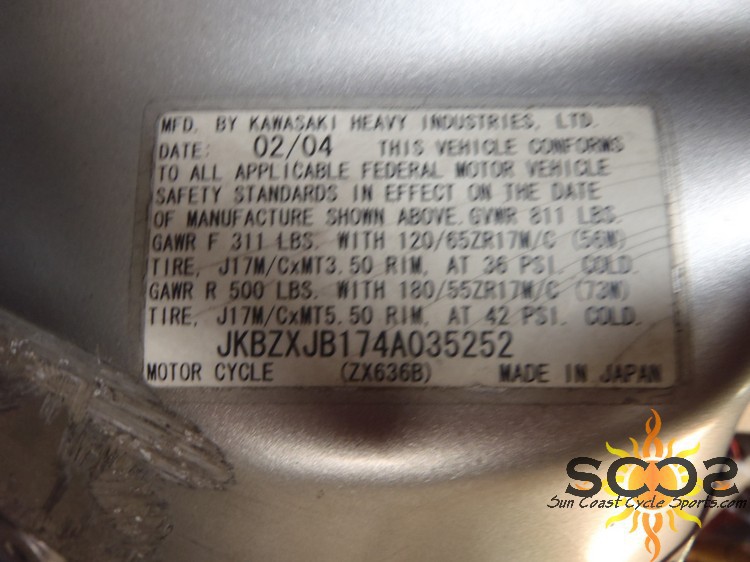 MFD. BY KAWASAKI HEAVY INDUSTRIES, LTD.
DATE: 02/04 THIS VEHICLE CONFORMS
TO ALL APPLICABLE FEDERAL MOTOR VEHICLE
SAFETY STANDARDS IN EFFECT ON THE DATE
OF MANUFACTURE SHOWN ABOVE. GVWR 811 LBS.
GAWR F 311 LBS. WITH 120/65ZR17M/C (56W)
TIRE, J17M/CxMT3.50 RIM, AT 36 PSI. COLD.
GAWR R 500 LBS. WITH 180/55ZR17M/C (73W)
TIRE, J17M/CxMT5.50 RIM, AT 42 PSI. COLD.
JKBZXJB174A035252
MOTOR CYCLE (ZX636B) MADE IN JAPAN
SCCS
Sun Coast Cycle Sports.com